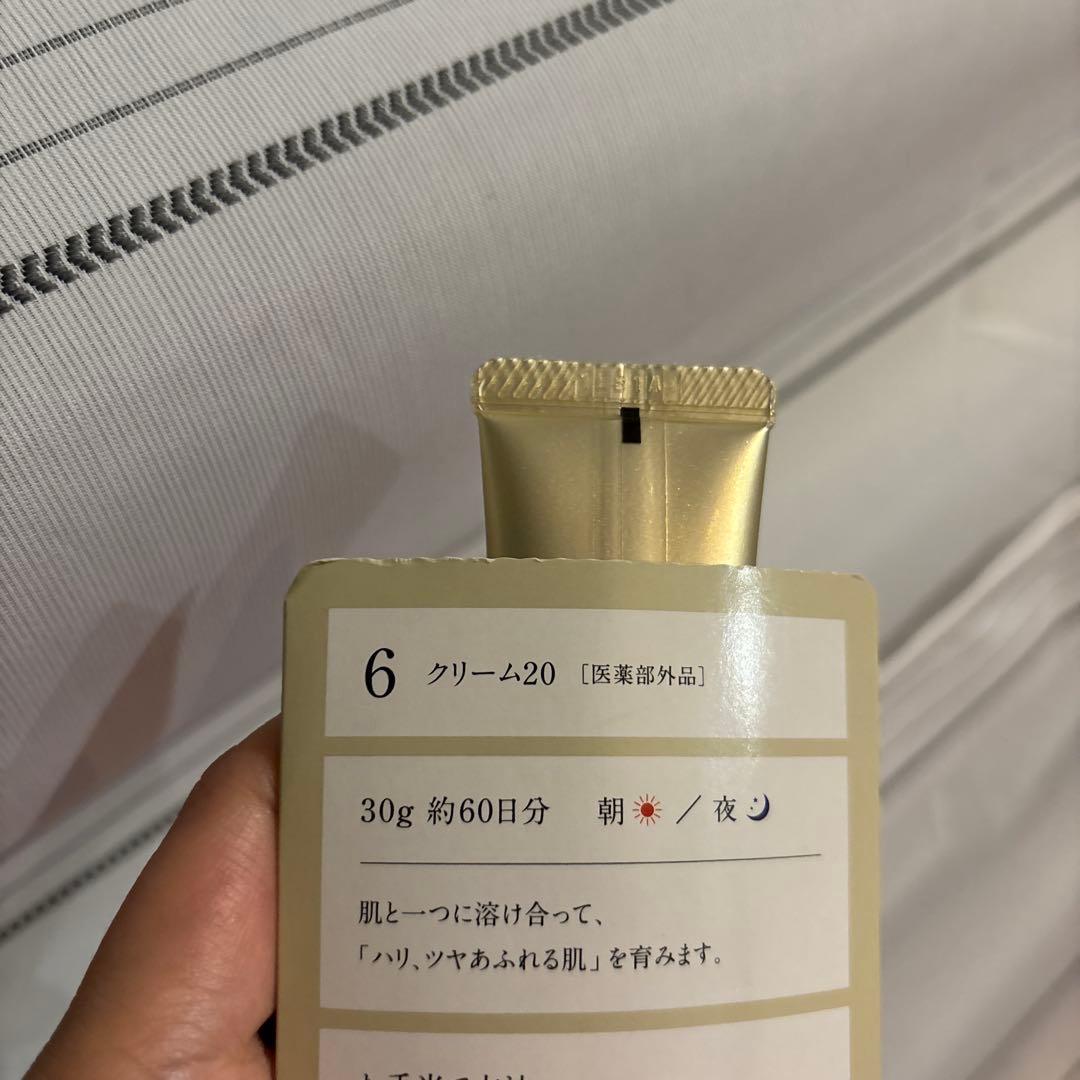 6 クリーム20 [医薬部外品]
30g 約60日分 朝／夜
肌と一つに溶け合って、
「ハリ、ツヤあふれる肌」を育みます。